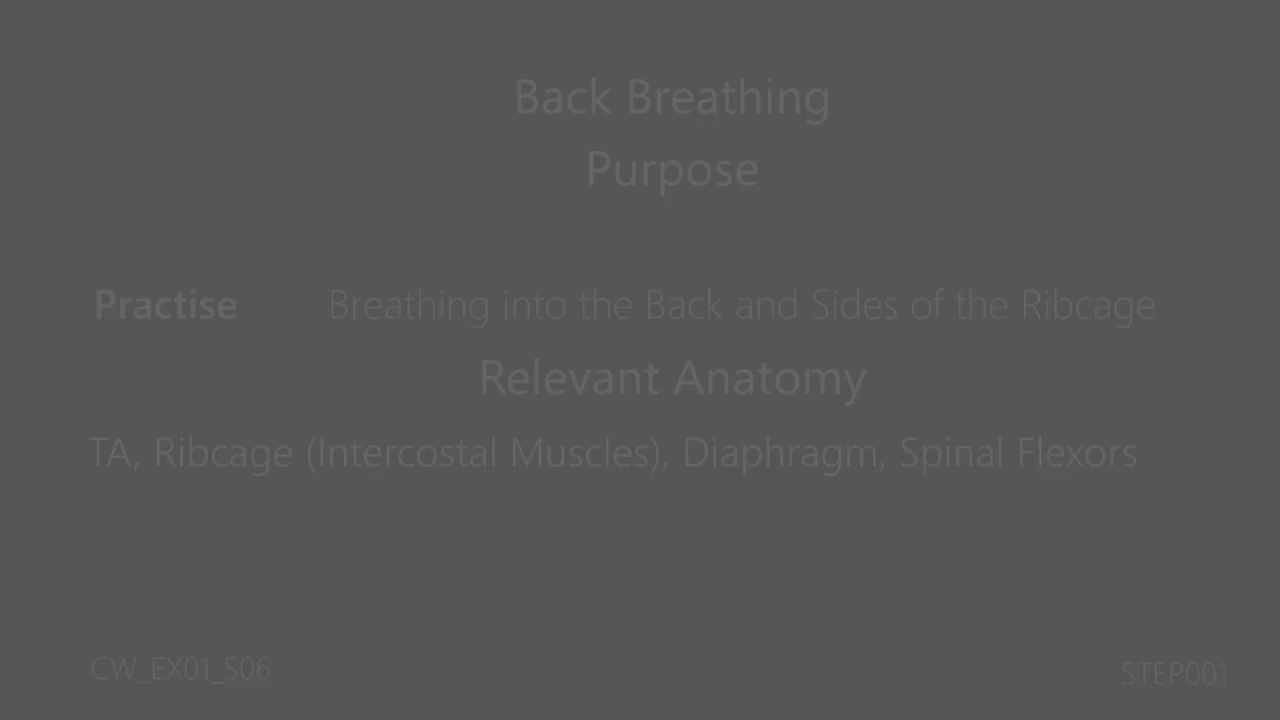 Back Breathing
Purpose
Practise Breathing into the Back and Sides of the Ribcage
Relevant Anatomy
TA, Ribcage (Intercostal Muscles), Diaphragm, Spinal Flexors
CW_EX01_S06 STEP001